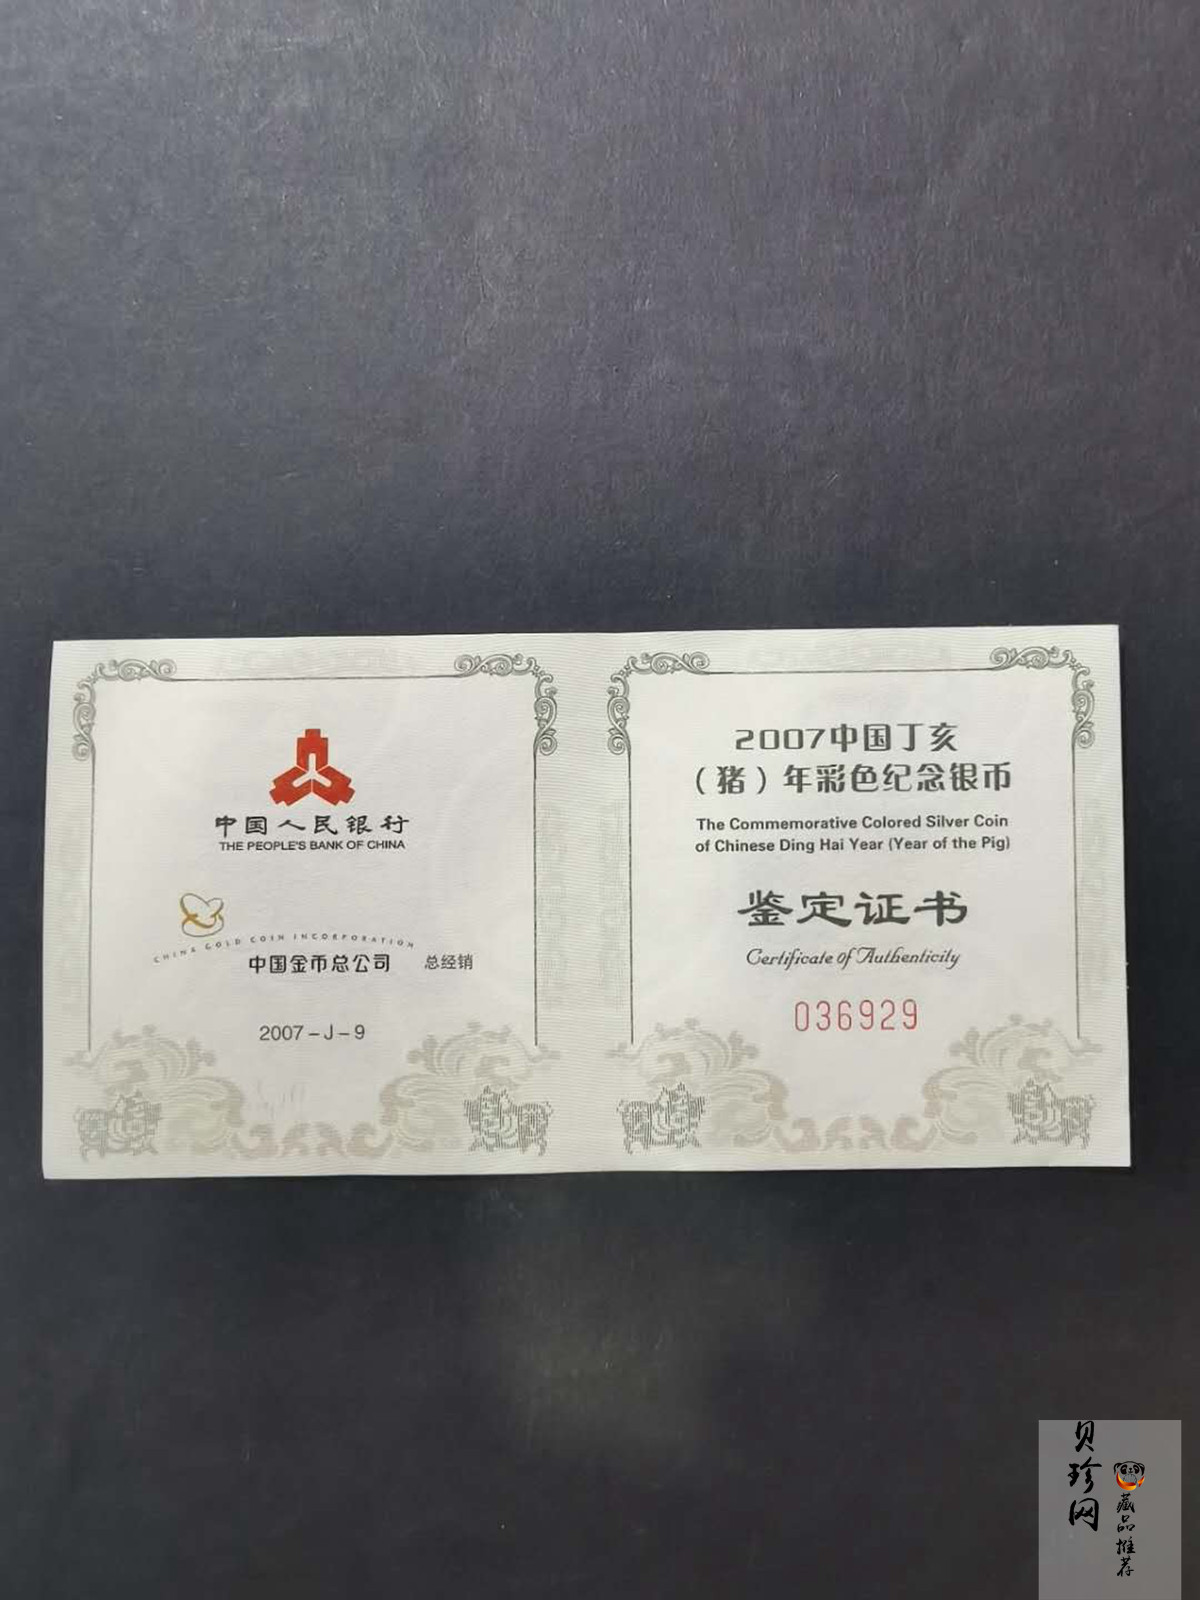 中国人民银行
THE PEOPLE'S BANK OF CHINA
CHINA GOLD COIN INCORPORATION
中国金币总公司 总经销
2007-J-9
2007中国丁亥
(猪)年彩色纪念银币
The Commemorative Colored Silver Coin
of Chinese Ding Hai Year (Year of the Pig)
鉴定证书
Certificate of Authenticity
036929
贝珍网
藏品推荐